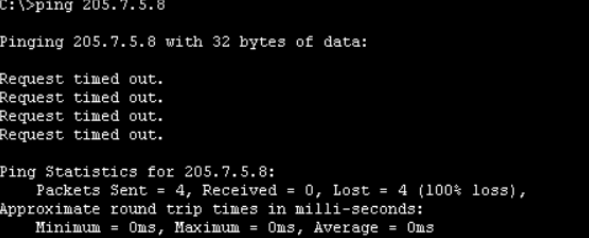 C:\>ping 205.7.5.8
Pinging 205.7.5.8 with 32 bytes of data:
Request timed out.
Request timed out.
Request timed out.
Request timed out.
Ping Statistics for 205.7.5.8:
Packets Sent = 4, Received = 0, Lost = 4 (100% loss),
Approximate round trip times in milli-seconds:
Minimum = 0ms, Maximum = 0ms, Average = 0ms